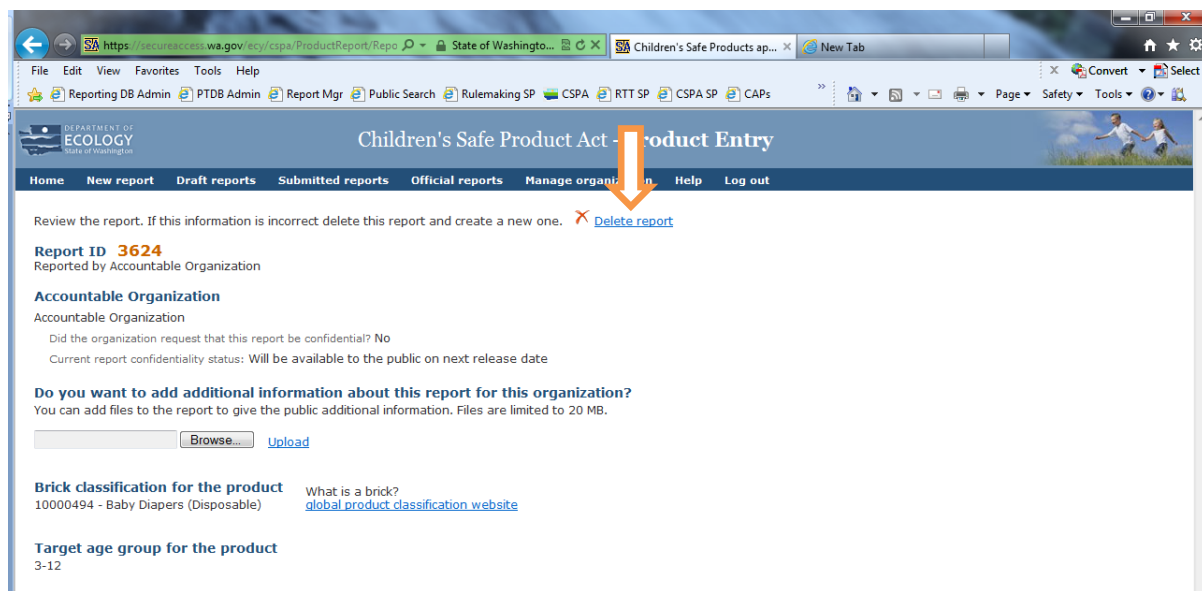 https://secureaccess.wa.gov/ecy/cspa/ProductReport/Repo State of Washingto... Children's Safe Products ap... New Tab
File Edit View Favorites Tools Help Convert Select
Reporting DB Admin PTDB Admin Report Mgr Public Search Rulemaking SP CSPA RTT SP CSPA SP CAPs Page Safety Tools
DEPARTMENT OF
ECOLOGY
State of Washington
Children's Safe Product Act - Product Entry
Home New report Draft reports Submitted reports Official reports Manage organization Help Log out
Review the report. If this information is incorrect delete this report and create a new one. Delete report
Report ID 3624
Reported by Accountable Organization
Accountable Organization
Accountable Organization
Did the organization request that this report be confidential? No
Current report confidentiality status: Will be available to the public on next release date
Do you want to add additional information about this report for this organization?
You can add files to the report to give the public additional information. Files are limited to 20 MB.
Browse... Upload
Brick classification for the product What is a brick?
10000494 - Baby Diapers (Disposable) global product classification website
Target age group for the product
3-12